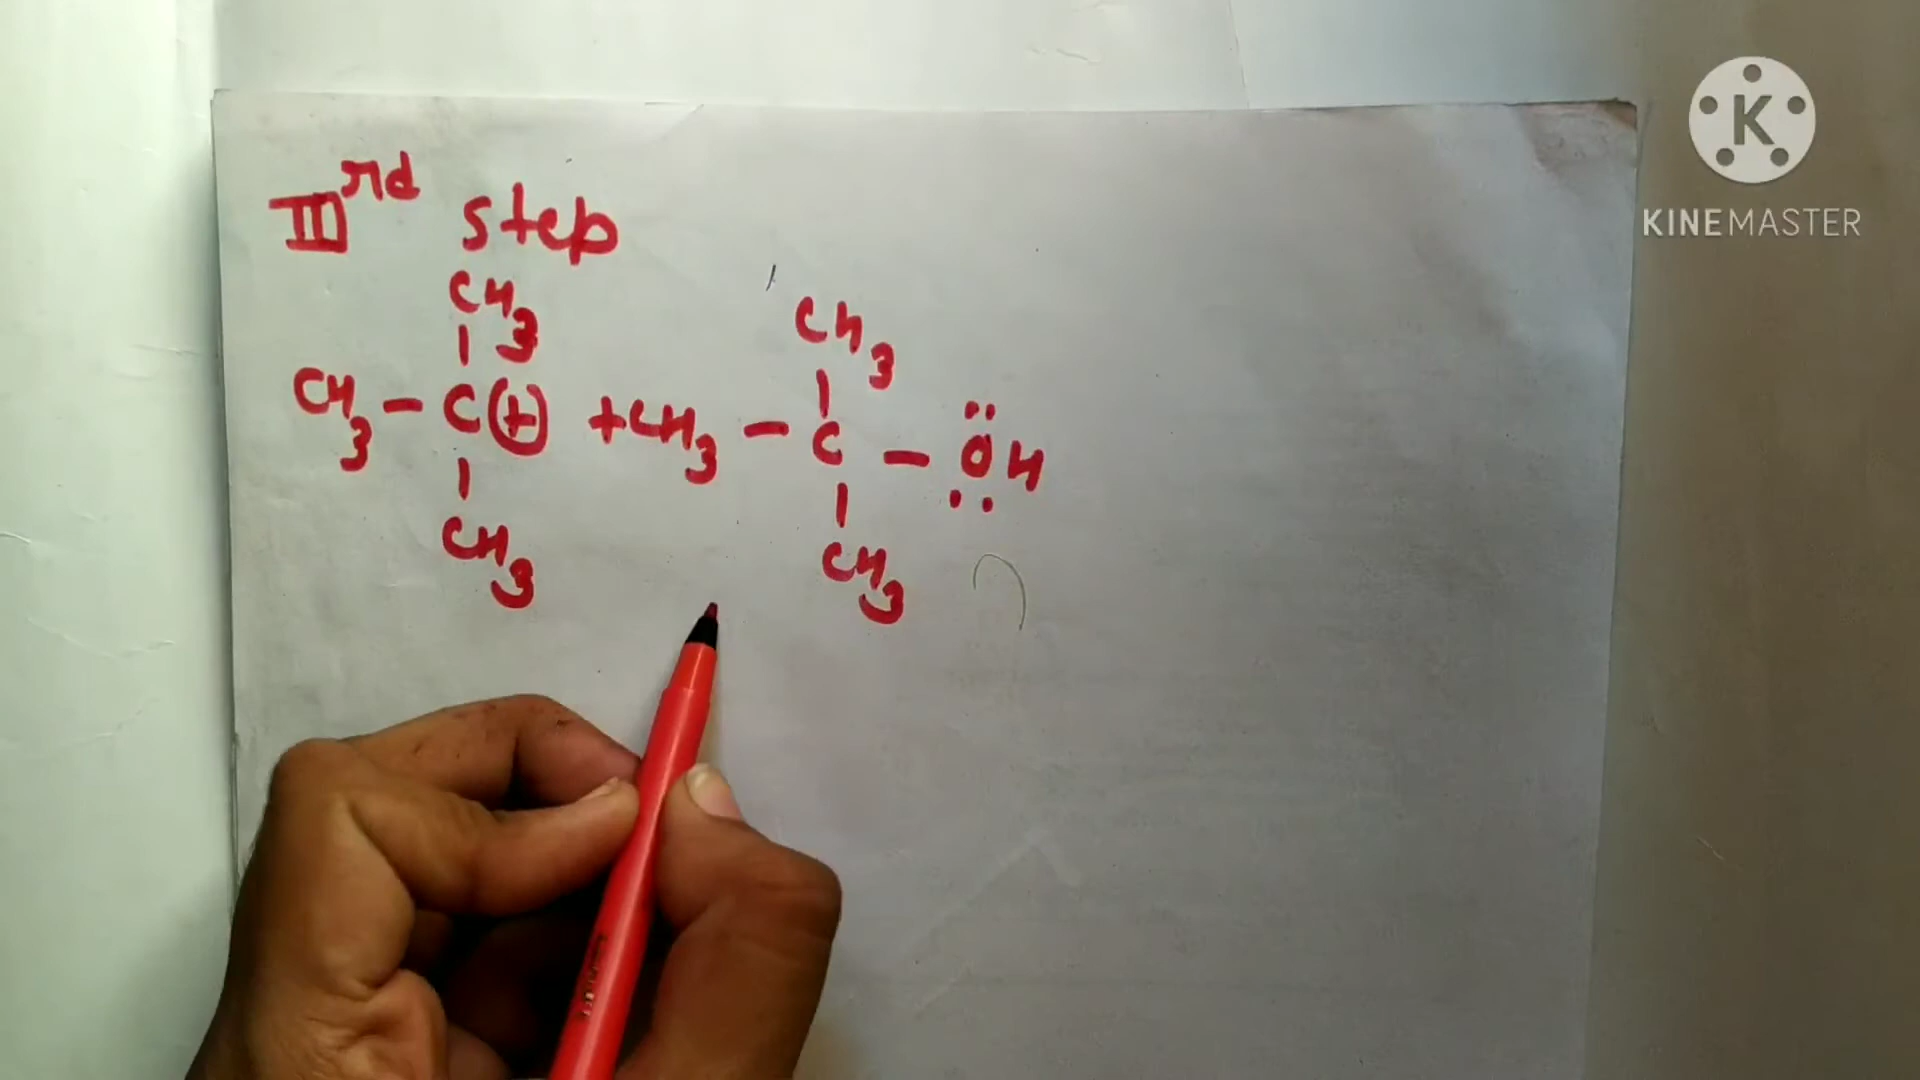 IIIrd step
CH3 CH3
CH3 - C(+) + CH3 - C - ÖH
CH3 CH3
K
KINEMASTER